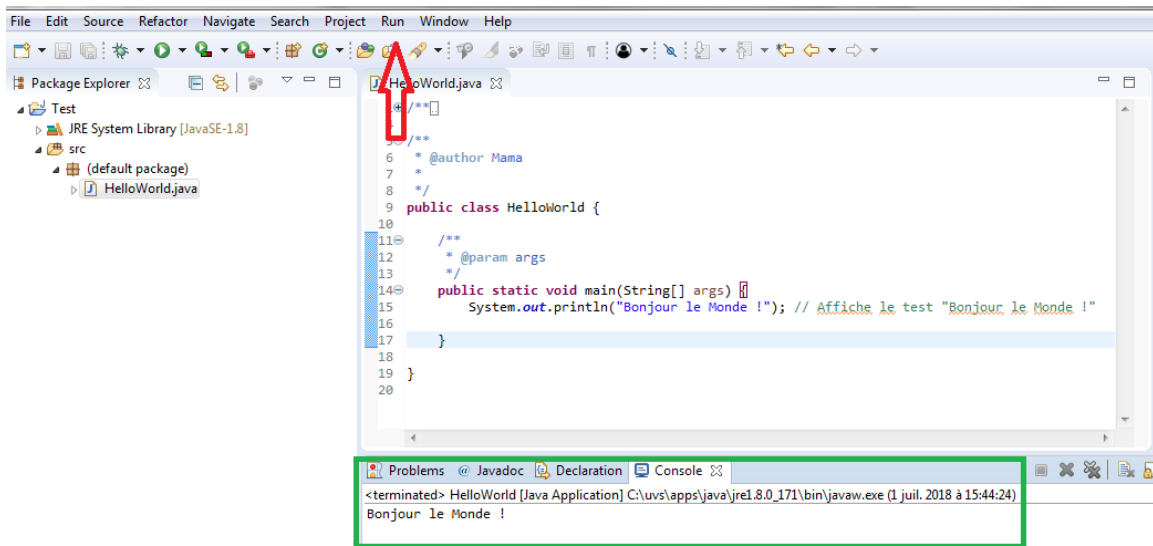 File Edit Source Refactor Navigate Search Project Run Window Help
Package Explorer
Test
JRE System Library [JavaSE-1.8]
src
(default package)
HelloWorld.java
HelloWorld.java
/**
5 /**
6 * @author Mama
7 *
8 */
9 public class HelloWorld {
10
11 /**
12 * @param args
13 */
14 public static void main(String[] args) {
15 System.out.println("Bonjour le Monde !"); // Affiche le test "Bonjour le Monde !"
16
17 }
18
19 }
20
Problems @ Javadoc Declaration Console
<terminated> HelloWorld [Java Application] C:\uvs\apps\java\jre1.8.0_171\bin\javaw.exe (1 juil. 2018 à 15:44:24)
Bonjour le Monde !